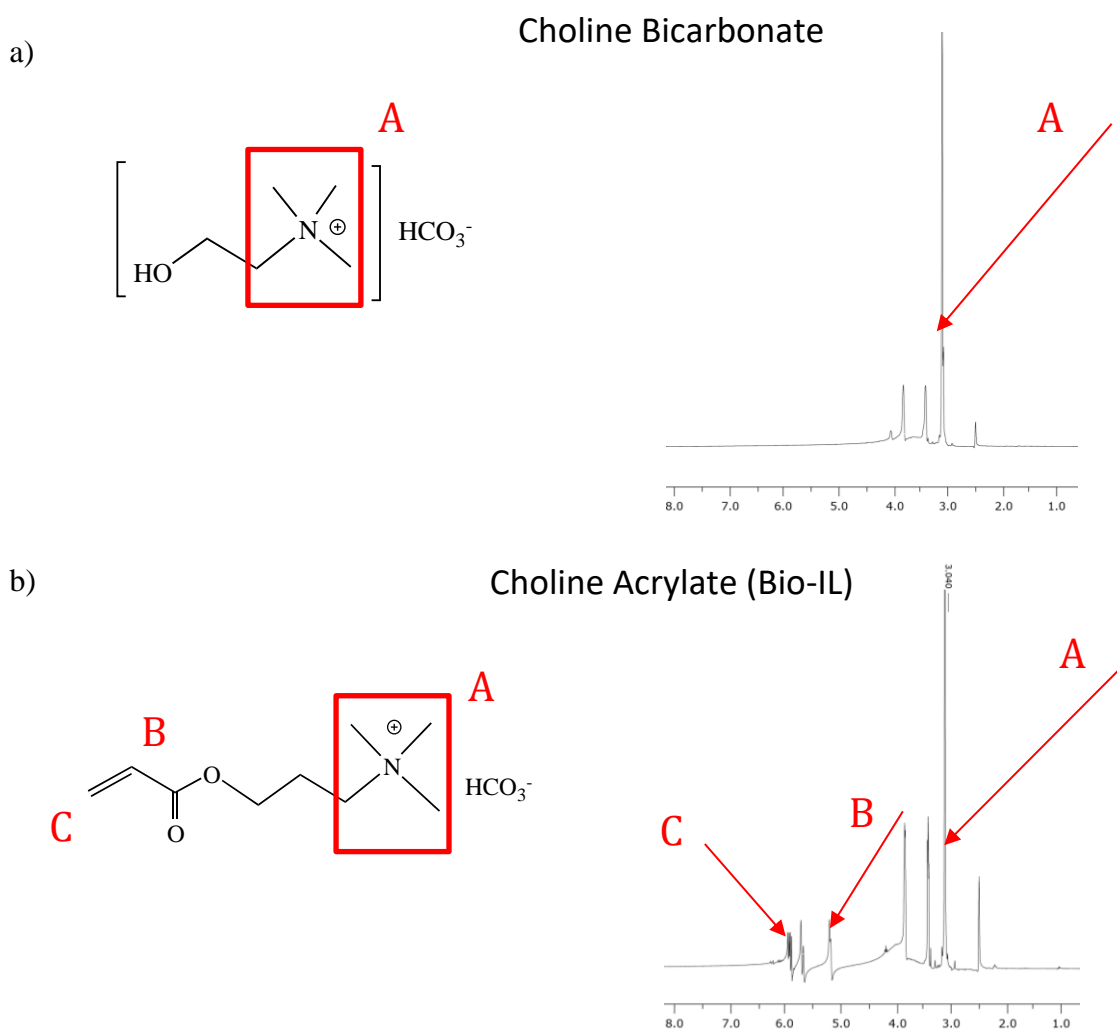 Choline Bicarbonate
a)
A
A
N ⊕
HCO₃⁻
HO
8.0 7.0 6.0 5.0 4.0 3.0 2.0 1.0
b)
Choline Acrylate (Bio-IL)
3.040
A
A
B
⊕
O
N
HCO₃⁻
C
O
C
B
8.0 7.0 6.0 5.0 4.0 3.0 2.0 1.0